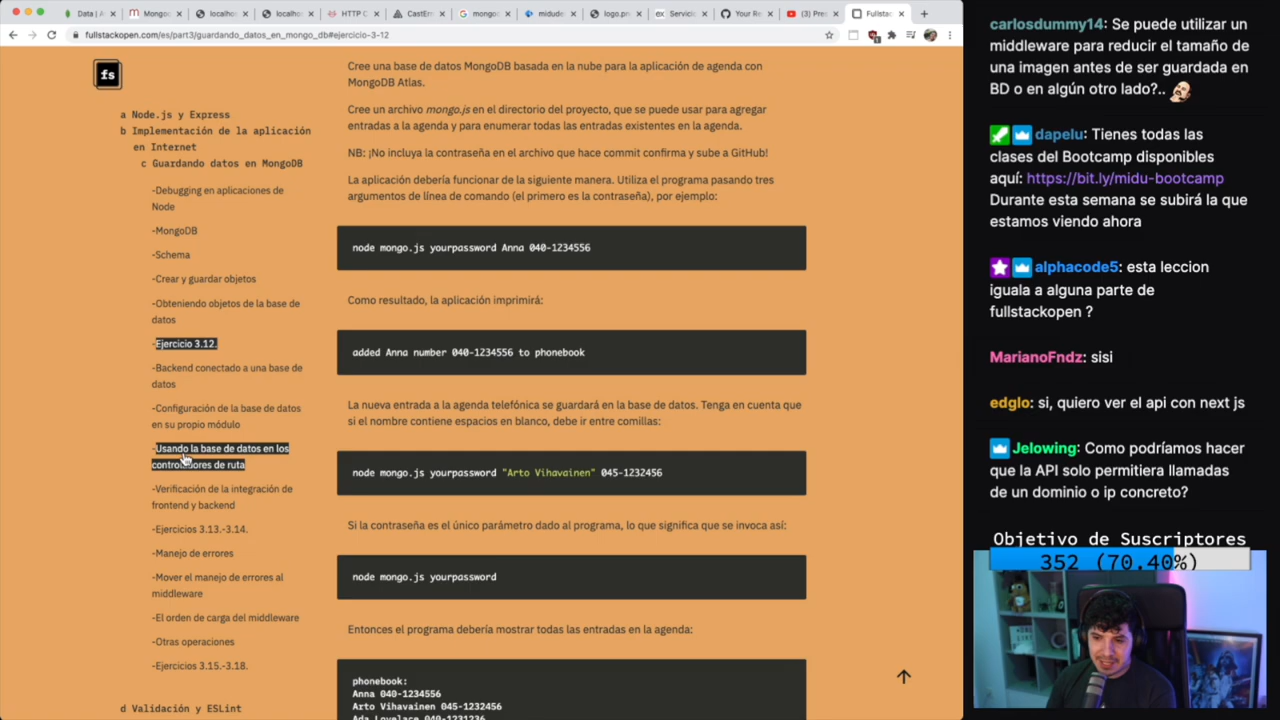 Data | A
Mongoo
localho
localho
HTTP C
CastErr
mongo
midude
logo.pn
Servicio
Your Re
(3) Pres
Fullstac
fullstackopen.com/es/part3/guardando_datos_en_mongo_db#ejercicio-3-12
fs
a Node.js y Express
b Implementación de la aplicación
en Internet
c Guardando datos en MongoDB
-Debugging en aplicaciones de
Node
-MongoDB
-Schema
-Crear y guardar objetos
-Obteniendo objetos de la base de
datos
-Ejercicio 3.12.
-Backend conectado a una base de
datos
-Configuración de la base de datos
en su propio módulo
-Usando la base de datos en los
controladores de ruta
-Verificación de la integración de
frontend y backend
-Ejercicios 3.13.-3.14.
-Manejo de errores
-Mover el manejo de errores al
middleware
-El orden de carga del middleware
-Otras operaciones
-Ejercicios 3.15.-3.18.
d Validación y ESLint
Cree una base de datos MongoDB basada en la nube para la aplicación de agenda con
MongoDB Atlas.
Cree un archivo mongo.js en el directorio del proyecto, que se puede usar para agregar
entradas a la agenda y para enumerar todas las entradas existentes en la agenda.
NB: ¡No incluya la contraseña en el archivo que hace commit confirma y sube a GitHub!
La aplicación debería funcionar de la siguiente manera. Utiliza el programa pasando tres
argumentos de línea de comando (el primero es la contraseña), por ejemplo:
node mongo.js yourpassword Anna 040-1234556
Como resultado, la aplicación imprimirá:
added Anna number 040-1234556 to phonebook
La nueva entrada a la agenda telefónica se guardará en la base de datos. Tenga en cuenta que
si el nombre contiene espacios en blanco, debe ir entre comillas:
node mongo.js yourpassword "Arto Vihavainen" 045-1232456
Si la contraseña es el único parámetro dado al programa, lo que significa que se invoca así:
node mongo.js yourpassword
Entonces el programa debería mostrar todas las entradas en la agenda:
phonebook:
Anna 040-1234556
Arto Vihavainen 045-1232456
Ada Lovelace 040-1231236
carlosdummy14: Se puede utilizar un
middleware para reducir el tamaño de
una imagen antes de ser guardada en
BD o en algún otro lado?..
dapelu: Tienes todas las
clases del Bootcamp disponibles
aquí: https://bit.ly/midu-bootcamp
Durante esta semana se subirá la que
estamos viendo ahora
alphacode5: esta leccion
iguala a alguna parte de
fullstackopen ?
MarianoFndz: sisi
edglo: si, quiero ver el api con next js
Jelowing: Como podríamos hacer
que la API solo permitiera llamadas
de un dominio o ip concreto?
Objetivo de Suscriptores
352 (70.40%)